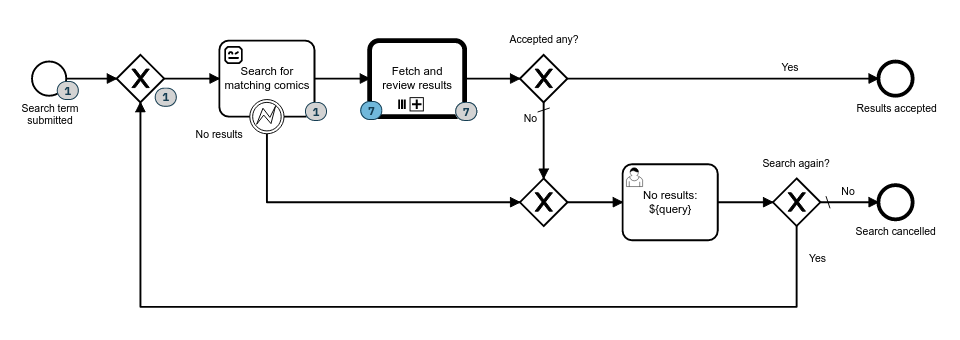 Accepted any?
Yes
Search for
matching comics
Fetch and
review results
1
1
1
7
7
Search term
submitted
Results accepted
No results
No
Search again?
No results:
${query}
No
Search cancelled
Yes